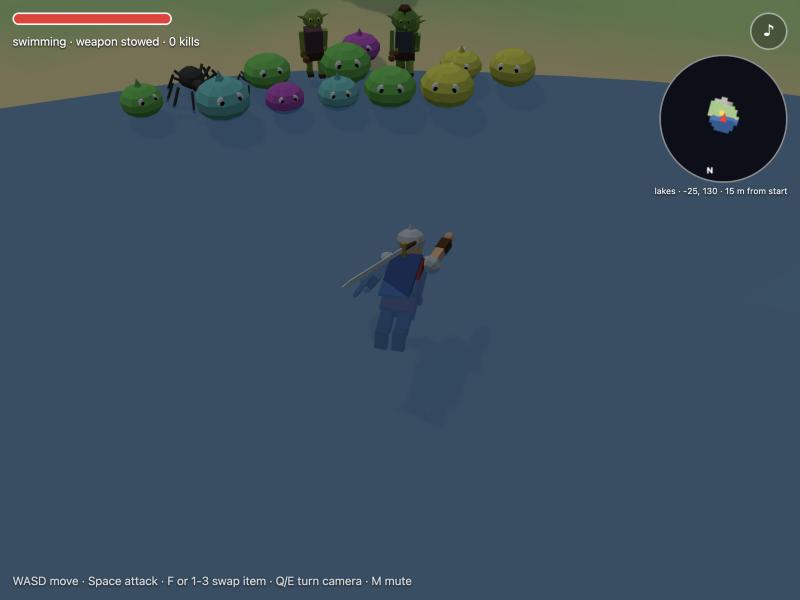 swimming · weapon stowed · 0 kills
♪
N
lakes · -25, 130 · 15 m from start
WASD move · Space attack · F or 1-3 swap item · Q/E turn camera · M mute